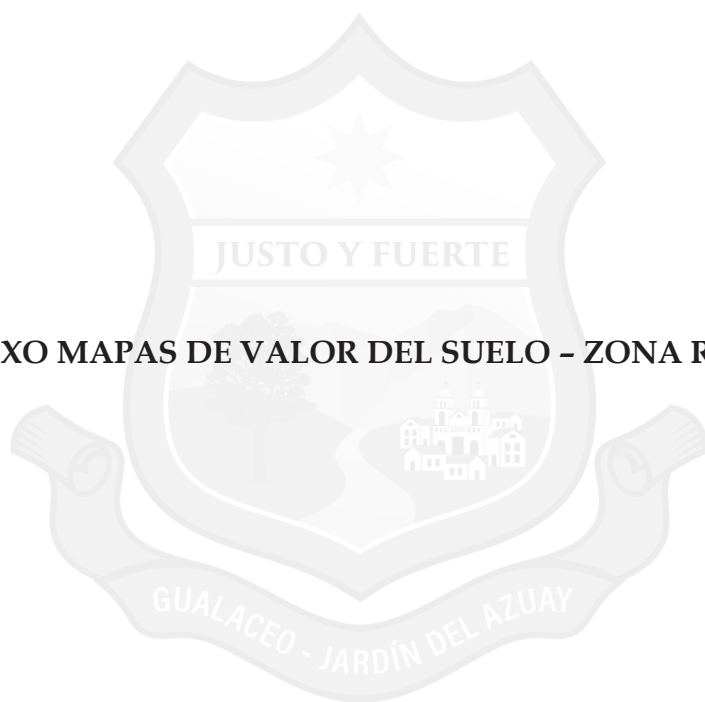 JUSTO Y FUERTE
XO MAPAS DE VALOR DEL SUELO – ZONA R
GUALACEO - JARDÍN DEL AZUAY